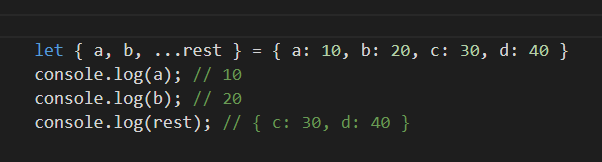 let { a, b, ...rest } = { a: 10, b: 20, c: 30, d: 40 }
console.log(a); // 10
console.log(b); // 20
console.log(rest); // { c: 30, d: 40 }